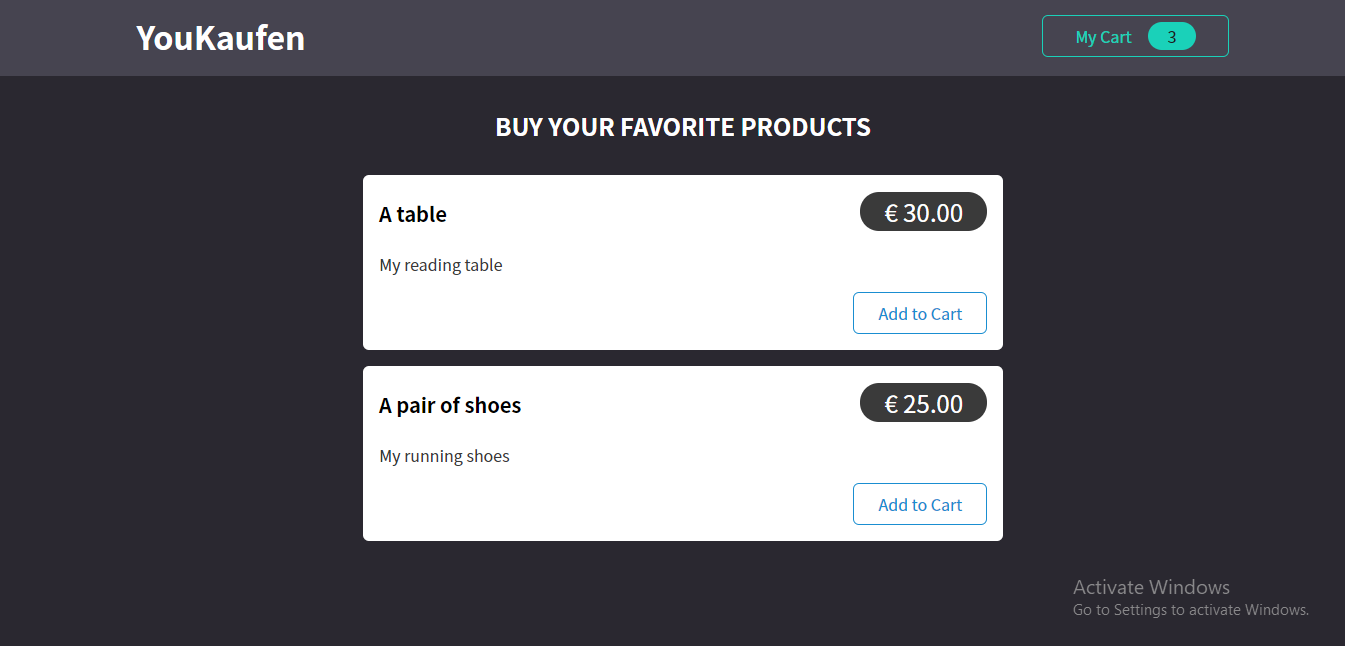 YouKaufen
My Cart 3
BUY YOUR FAVORITE PRODUCTS
A table
€ 30.00
My reading table
Add to Cart
A pair of shoes
€ 25.00
My running shoes
Add to Cart
Activate Windows
Go to Settings to activate Windows.